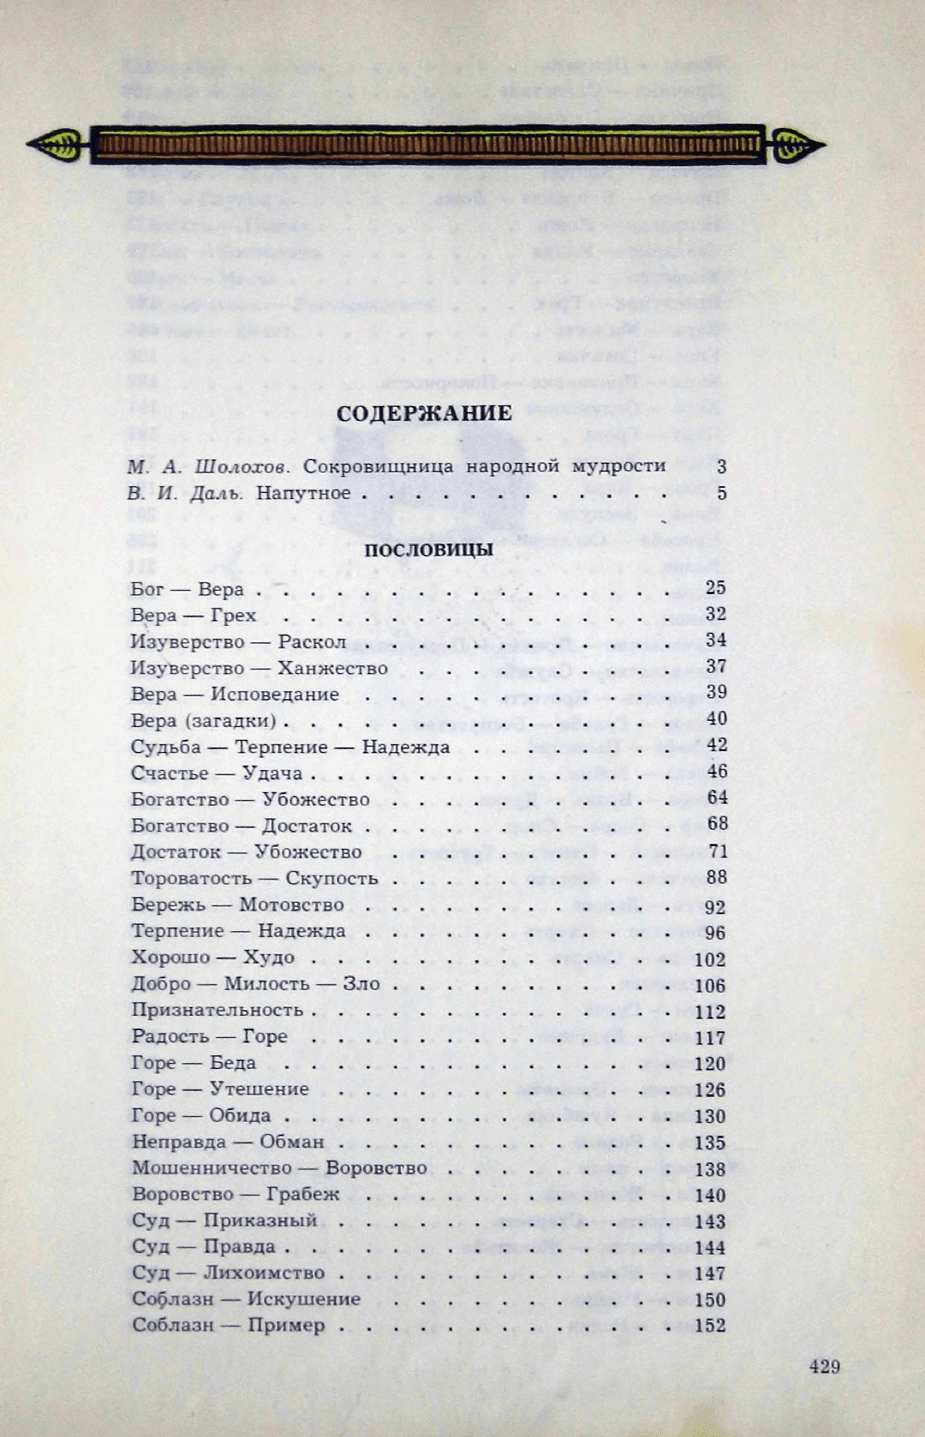 СОДЕРЖАНИЕ
М. А. Шолохов. Сокровищница народной мудрости 3
В. И. Даль. Напутное . . . . . . . . . . . . 5
ПОСЛОВИЦЫ
Бог — Вера . . . . . . . . . . . . . . . . 25
Вера — Грех . . . . . . . . . . . . . . . 32
Изуверство — Раскол . . . . . . . . . . . . 34
Изуверство — Ханжество . . . . . . . . . . 37
Вера — Исповедание . . . . . . . . . . . . 39
Вера (загадки) . . . . . . . . . . . . . . . 40
Судьба — Терпение — Надежда . . . . . . . . 42
Счастье — Удача . . . . . . . . . . . . . . 46
Богатство — Убожество . . . . . . . . . . . 64
Богатство — Достаток . . . . . . . . . . . . 68
Достаток — Убожество . . . . . . . . . . . 71
Тороватость — Скупость . . . . . . . . . . 88
Бережь — Мотовство . . . . . . . . . . . . 92
Терпение — Надежда . . . . . . . . . . . . 96
Хорошо — Худо . . . . . . . . . . . . . . 102
Добро — Милость — Зло . . . . . . . . . . . 106
Признательность . . . . . . . . . . . . . . 112
Радость — Горе . . . . . . . . . . . . . . 117
Горе — Беда . . . . . . . . . . . . . . . 120
Горе — Утешение . . . . . . . . . . . . . 126
Горе — Обида . . . . . . . . . . . . . . . 130
Неправда — Обман . . . . . . . . . . . . . 135
Мошенничество — Воровство . . . . . . . . . 138
Воровство — Грабеж . . . . . . . . . . . . 140
Суд — Приказный . . . . . . . . . . . . . 143
Суд — Правда . . . . . . . . . . . . . . . 144
Суд — Лихоимство . . . . . . . . . . . . . 147
Соблазн — Искушение . . . . . . . . . . . 150
Соблазн — Пример . . . . . . . . . . . . . 152
429